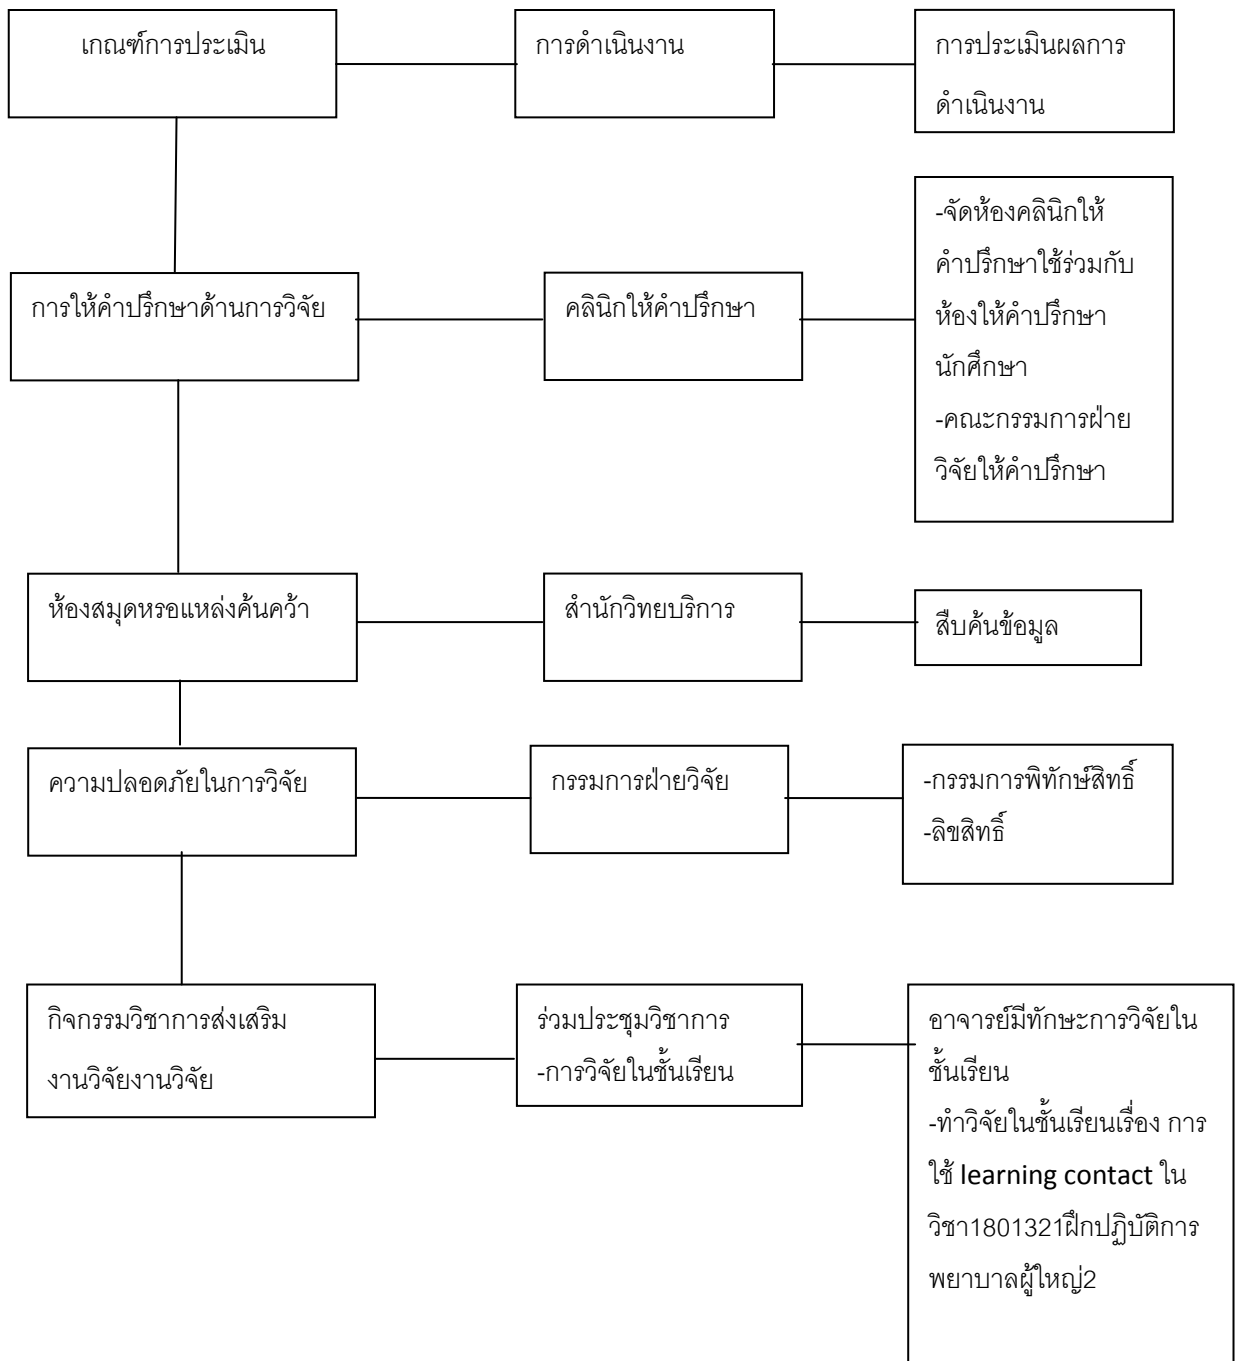 เกณฑ์การประเมิน
การดำเนินงาน
การประเมินผลการ
ดำเนินงาน
การให้คำปรึกษาด้านการวิจัย
คลินิกให้คำปรึกษา
-จัดห้องคลินิกให้
คำปรึกษาใช้ร่วมกับ
ห้องให้คำปรึกษา
นักศึกษา
-คณะกรรมการฝ่าย
วิจัยให้คำปรึกษา
ห้องสมุดหรอแหล่งค้นคว้า
สำนักวิทยบริการ
สืบค้นข้อมูล
ความปลอดภัยในการวิจัย
กรรมการฝ่ายวิจัย
-กรรมการพิทักษ์สิทธิ์
-ลิขสิทธิ์
กิจกรรมวิชาการส่งเสริม
งานวิจัยงานวิจัย
ร่วมประชุมวิชาการ
-การวิจัยในชั้นเรียน
อาจารย์มีทักษะการวิจัยใน
ชั้นเรียน
-ทำวิจัยในชั้นเรียนเรื่อง การ
ใช้ learning contact ใน
วิชา1801321ฝึกปฏิบัติการ
พยาบาลผู้ใหญ่2